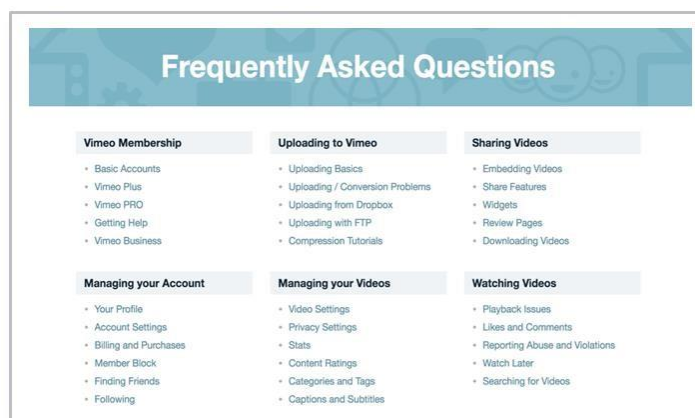 Frequently Asked Questions
Vimeo Membership
Basic Accounts
Vimeo Plus
Vimeo PRO
Getting Help
Vimeo Business
Uploading to Vimeo
Uploading Basics
Uploading / Conversion Problems
Uploading from Dropbox
Uploading with FTP
Compression Tutorials
Sharing Videos
Embedding Videos
Share Features
Widgets
Review Pages
Downloading Videos
Managing your Account
Your Profile
Account Settings
Billing and Purchases
Member Block
Finding Friends
Following
Managing your Videos
Video Settings
Privacy Settings
Stats
Content Ratings
Categories and Tags
Captions and Subtitles
Watching Videos
Playback Issues
Likes and Comments
Reporting Abuse and Violations
Watch Later
Searching for Videos